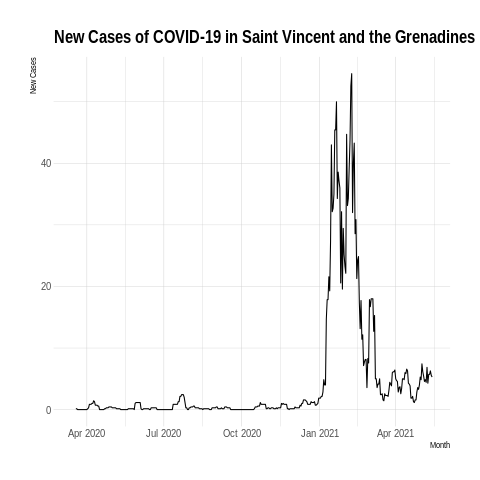 New Cases of COVID-19 in Saint Vincent and the Grenadines
New Cases
40
20
0
Apr 2020 Jul 2020 Oct 2020 Jan 2021 Apr 2021
Month